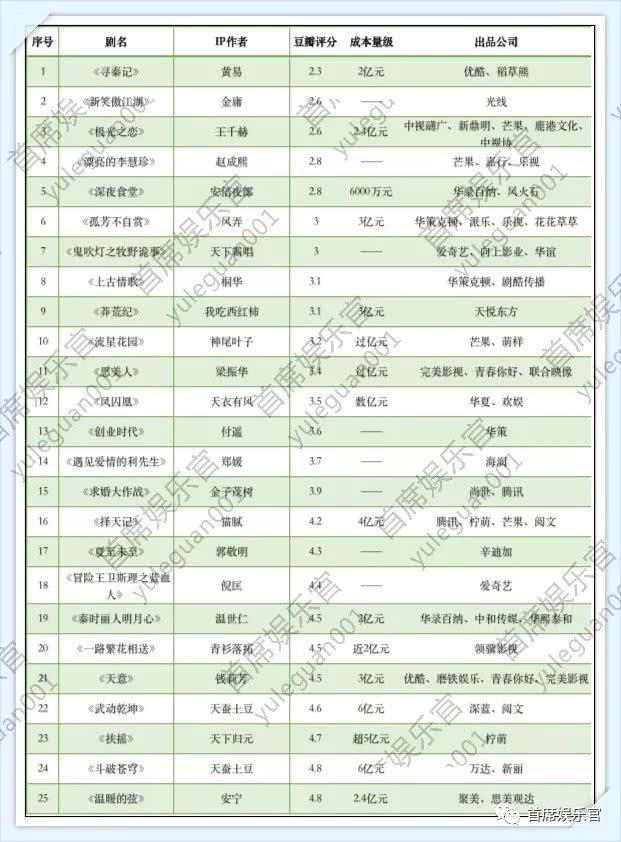 序号 剧名 IP作者 豆瓣评分 成本量级 出品公司
1 《寻秦记》 黄易 2.3 2亿元 优酷、稻草熊
2 《新笑傲江湖》 金庸 2.6 —— 光线
3 《极光之恋》 王千赫 2.6 2.4亿元 中视 广、新鼎明、芒果、鹿港文化、
中视协
4 《漂亮的李慧珍》 赵成熙 2.8 —— 芒果、嘉行、乐视
5 《深夜食堂》 安倍夜郎 2.8 6000万元 华录百纳、风火石
6 《孤芳不自赏》 风弄 3 3亿元 华策克顿、派乐、乐视、花花草草
7 《鬼吹灯之牧野诡事》 天下霸唱 3 —— 爱奇艺、向上影业、华谊
8 《上古情歌》 桐华 3.1 华策克顿、剧酷传播
9 《莽荒纪》 我吃西红柿 3.1 3亿元 天悦东方
10 《流星花园》 神尾叶子 3.2 过亿元 芒果、萌样
11 《思美人》 梁振华 3.4 过亿元 完美影视、青春你好、联合映像
12 《凤囚凰》 天衣有风 3.5 数亿元 华夏、欢娱
13 《创业时代》 付遥 3.6 —— 华策
14 《遇见爱情的利先生》 郑媛 3.7 —— 海润
15 《求婚大作战》 金子茂树 3.9 —— 尚世、腾讯
16 《择天记》 猫腻 4.2 4亿元 腾讯、柠萌、芒果、阅文
17 《夏至未至》 郭敬明 4.3 —— 辛迪加
18 《冒险王卫斯理之蓝血
人》 倪匡 4.4 —— 爱奇艺
19 《秦时丽人明月心》 温世仁 4.5 2亿元 华录百纳、中和传媒、华熙泰和
20 《一路繁花相送》 青衫落拓 4.5 近2亿元 领骥影视
21 《天意》 钱莉芳 4.5 3亿元 优酷、磨铁娱乐、青春你好、完美影视
22 《武动乾坤》 天蚕土豆 4.6 6亿元 深蓝、阅文
23 《扶摇》 天下归元 4.7 超5亿元 柠萌
24 《斗破苍穹》 天蚕土豆 4.8 6亿元 万达、新丽
25 《温暖的弦》 安宁 4.8 2.4亿元 聚美、思美观达
首席娱乐官
yuleguan001
首席娱乐官